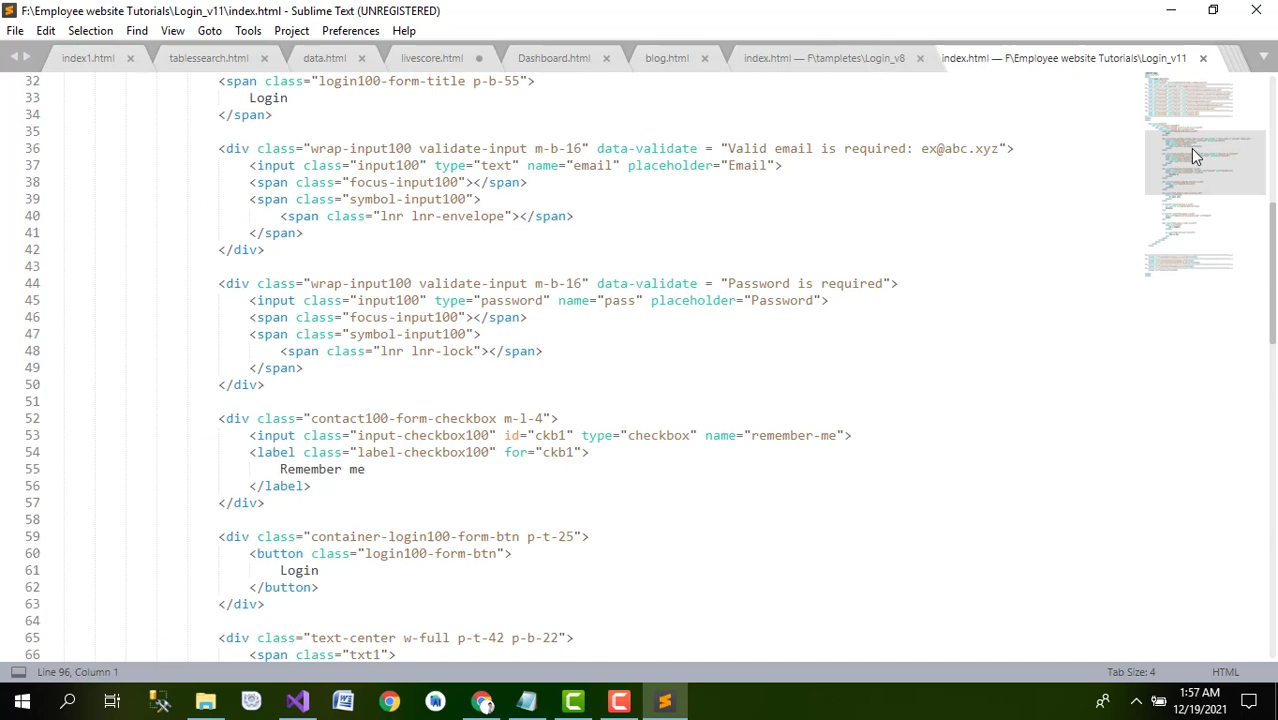 F:\Employee website Tutorials\Login_v11\index.html - Sublime Text (UNREGISTERED)
File Edit Selection Find View Goto Tools Project Preferences Help
index1.html tablessearch.html data.html livescore.html Dashboard.html blog.html index.html — F\tampletes\Login_v8 index.html — F\Employee website Tutorials\Login_v11
32 <span class="login100-form-title p-b-55">
33 Login
34 </span>
35
36 <div class="wrap-input100 validate-input m-b-16" data-validate = "Valid email is required: ex@abc.xyz">
37 <input class="input100" type="text" name="email" placeholder="Email">
38 <span class="focus-input100"></span>
39 <span class="symbol-input100">
40 <span class="lnr lnr-envelope"></span>
41 </span>
42 </div>
43
44 <div class="wrap-input100 validate-input m-b-16" data-validate = "Password is required">
45 <input class="input100" type="password" name="pass" placeholder="Password">
46 <span class="focus-input100"></span>
47 <span class="symbol-input100">
48 <span class="lnr lnr-lock"></span>
49 </span>
50 </div>
51
52 <div class="contact100-form-checkbox m-l-4">
53 <input class="input-checkbox100" id="ckb1" type="checkbox" name="remember-me">
54 <label class="label-checkbox100" for="ckb1">
55 Remember me
56 </label>
57 </div>
58
59 <div class="container-login100-form-btn p-t-25">
60 <button class="login100-form-btn">
61 Login
62 </button>
63 </div>
64
65 <div class="text-center w-full p-t-42 p-b-22">
66 <span class="txt1">
Line 96, Column 1 Tab Size: 4 HTML
1:57 AM
12/19/2021